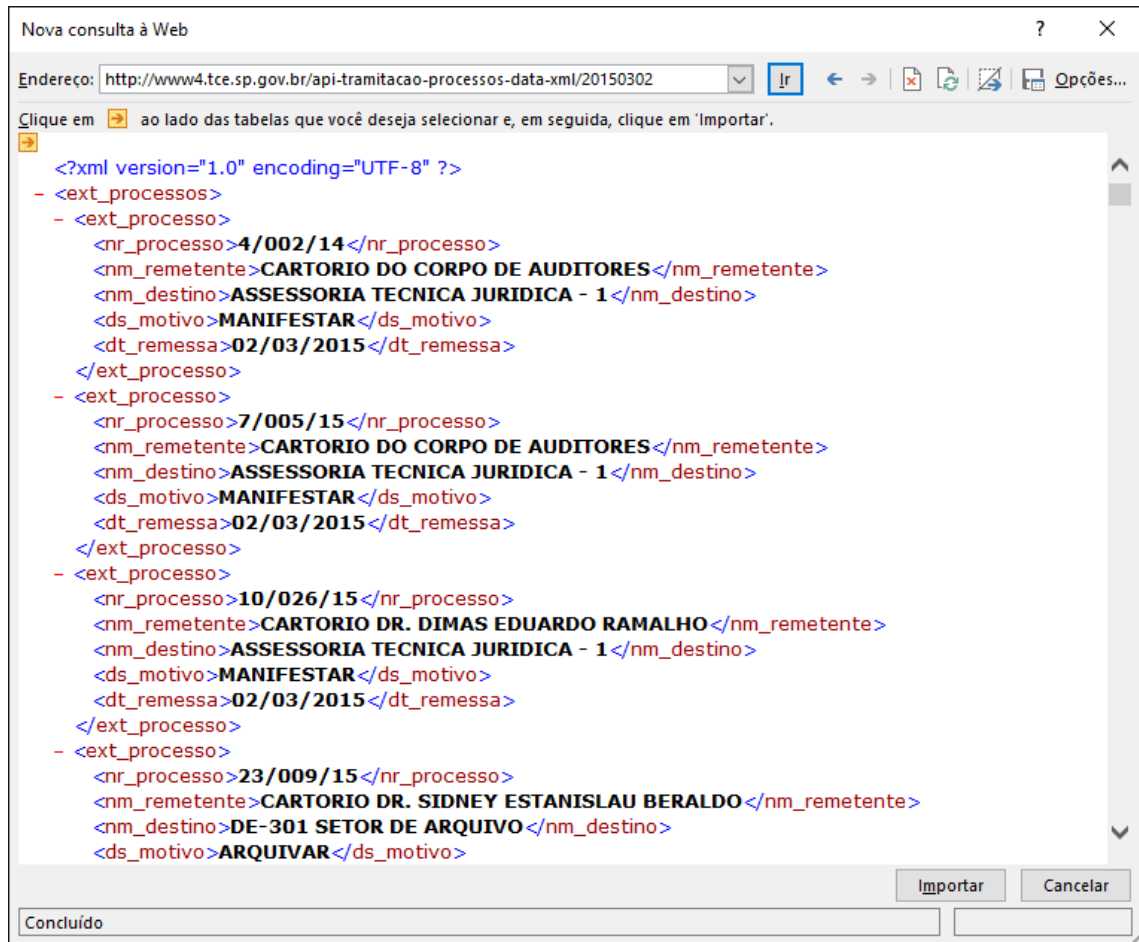 Nova consulta à Web ?
Endereço: http://www4.tce.sp.gov.br/api-tramitacao-processos-data-xml/20150302 Ir Opções...
Clique em ao lado das tabelas que você deseja selecionar e, em seguida, clique em 'Importar'.
<?xml version="1.0" encoding="UTF-8" ?>
- <ext_processos>
- <ext_processo>
<nr_processo>4/002/14</nr_processo>
<nm_remetente>CARTORIO DO CORPO DE AUDITORES</nm_remetente>
<nm_destino>ASSESSORIA TECNICA JURIDICA - 1</nm_destino>
<ds_motivo>MANIFESTAR</ds_motivo>
<dt_remessa>02/03/2015</dt_remessa>
</ext_processo>
- <ext_processo>
<nr_processo>7/005/15</nr_processo>
<nm_remetente>CARTORIO DO CORPO DE AUDITORES</nm_remetente>
<nm_destino>ASSESSORIA TECNICA JURIDICA - 1</nm_destino>
<ds_motivo>MANIFESTAR</ds_motivo>
<dt_remessa>02/03/2015</dt_remessa>
</ext_processo>
- <ext_processo>
<nr_processo>10/026/15</nr_processo>
<nm_remetente>CARTORIO DR. DIMAS EDUARDO RAMALHO</nm_remetente>
<nm_destino>ASSESSORIA TECNICA JURIDICA - 1</nm_destino>
<ds_motivo>MANIFESTAR</ds_motivo>
<dt_remessa>02/03/2015</dt_remessa>
</ext_processo>
- <ext_processo>
<nr_processo>23/009/15</nr_processo>
<nm_remetente>CARTORIO DR. SIDNEY ESTANISLAU BERALDO</nm_remetente>
<nm_destino>DE-301 SETOR DE ARQUIVO</nm_destino>
<ds_motivo>ARQUIVAR</ds_motivo>
Importar Cancelar
Concluído